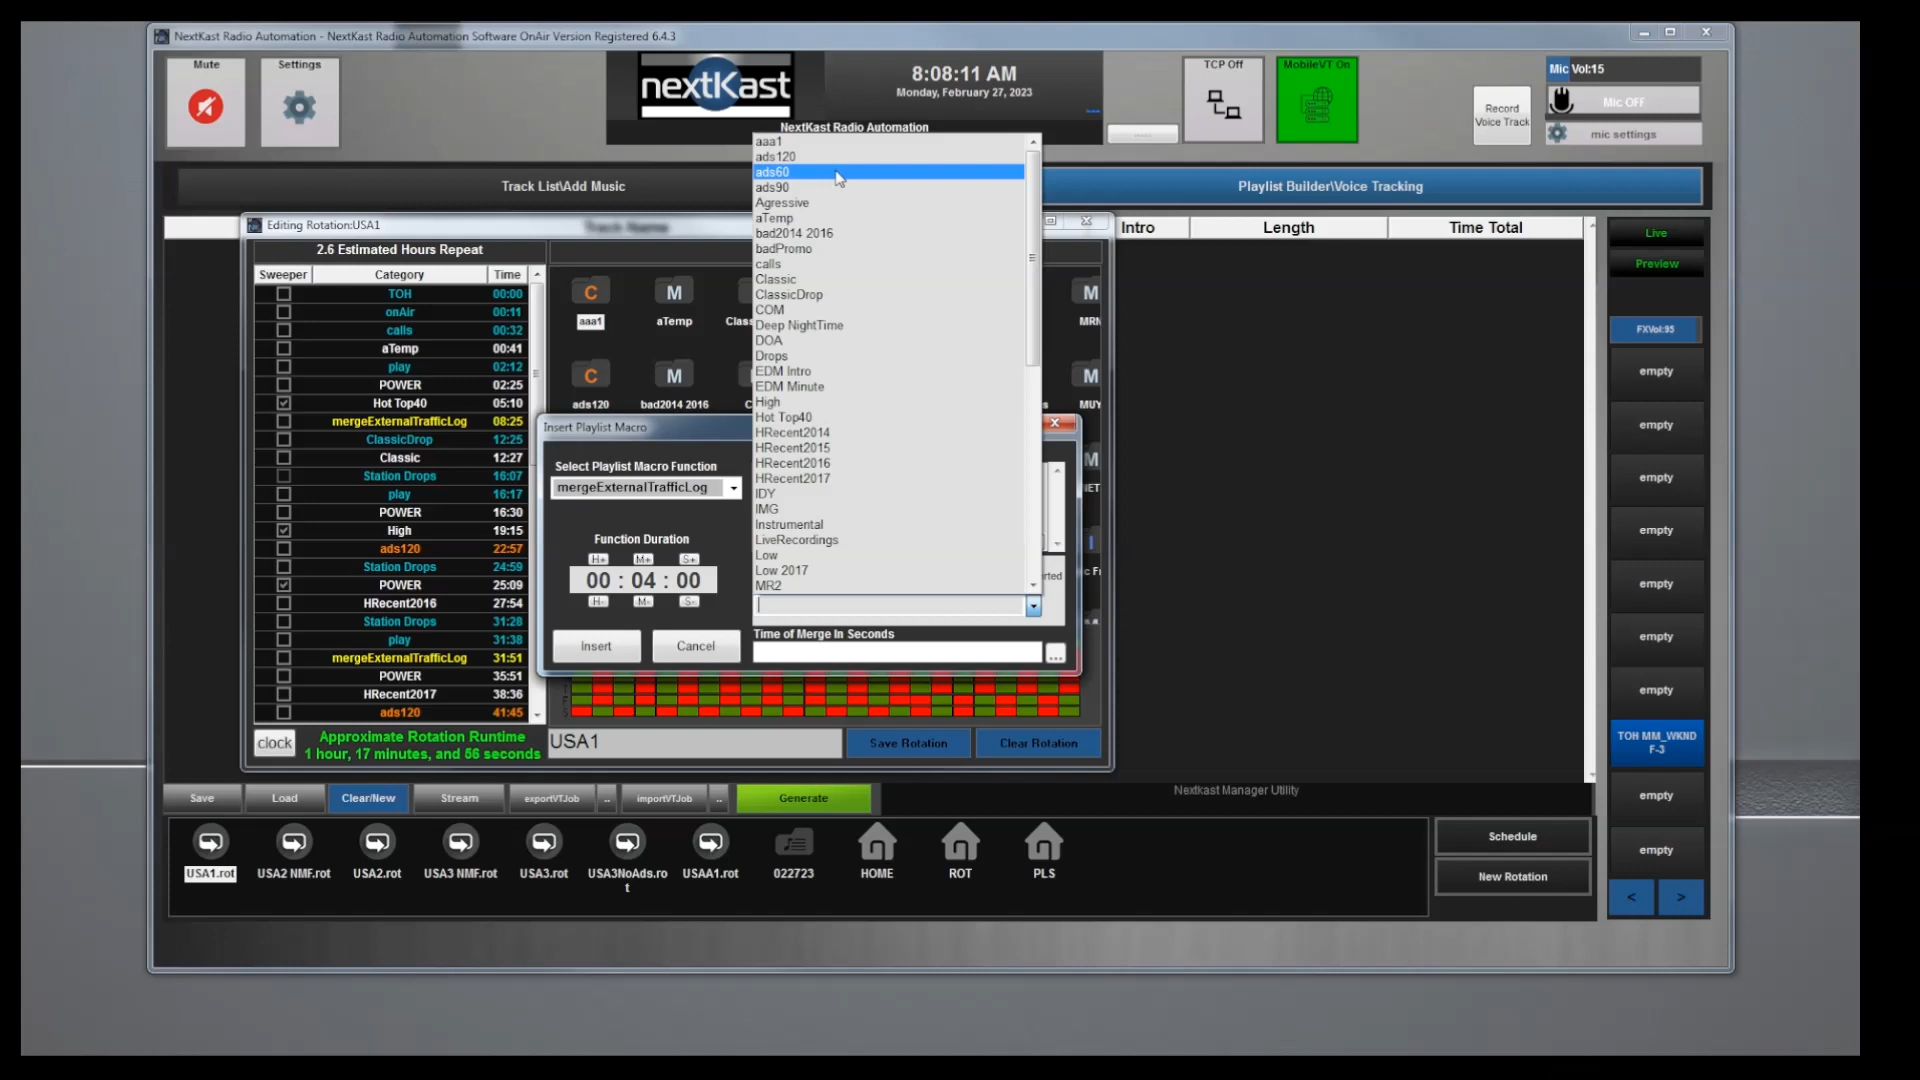 NextKast Radio Automation - NextKast Radio Automation Software OnAir Version Registered 6.4.3
Mute
Settings
nextKast
8:08:11 AM
Monday, February 27, 2023
...
NextKast Radio Automation
TCP Off
MobileVT On
Record
Voice Track
Mic Vol:15
Mic OFF
mic settings
Track List\Add Music
Playlist Builder\Voice Tracking
Track Name
Intro
Length
Time Total
Live
Preview
FXVol:95
empty
empty
empty
empty
empty
empty
empty
TOH MM_WKND
F-3
empty
empty
<
>
Editing Rotation:USA1
2.6 Estimated Hours Repeat
Sweeper Category Time
TOH 00:00
onAir 00:11
calls 00:32
aTemp 00:41
play 02:12
POWER 02:25
Hot Top40 05:10
mergeExternalTrafficLog 08:25
ClassicDrop 12:25
Classic 12:27
Station Drops 16:07
play 16:17
POWER 16:30
High 19:15
ads120 22:57
Station Drops 24:59
POWER 25:09
HRecent2016 27:54
Station Drops 31:28
play 31:38
mergeExternalTrafficLog 31:51
POWER 35:51
HRecent2017 38:36
ads120 41:45
clock
Approximate Rotation Runtime
1 hour, 17 minutes, and 56 seconds
C
aaa1
M
aTemp
Class
M
MRN
C
ads120
M
bad2014 2016
C
M
s
MUY
M
IET
c Fr
USA1
Save Rotation
Clear Rotation
Insert Playlist Macro
Select Playlist Macro Function
mergeExternalTrafficLog
Function Duration
H+ M+ S+
00 : 04 : 00
H- M- S-
Insert
Cancel
rted
Time of Merge In Seconds
...
aaa1
ads120
ads60
ads90
Agressive
aTemp
bad2014 2016
badPromo
calls
Classic
ClassicDrop
COM
Deep NightTime
DOA
Drops
EDM Intro
EDM Minute
High
Hot Top40
HRecent2014
HRecent2015
HRecent2016
HRecent2017
IDY
IMG
Instrumental
LiveRecordings
Low
Low 2017
MR2
Save
Load
Clear/New
Stream
exportVTJob
..
importVTJob
..
Generate
Nextkast Manager Utility
USA1.rot
USA2 NMF.rot
USA2.rot
USA3 NMF.rot
USA3.rot
USA3NoAds.ro
t
USAA1.rot
022723
HOME
ROT
PLS
Schedule
New Rotation